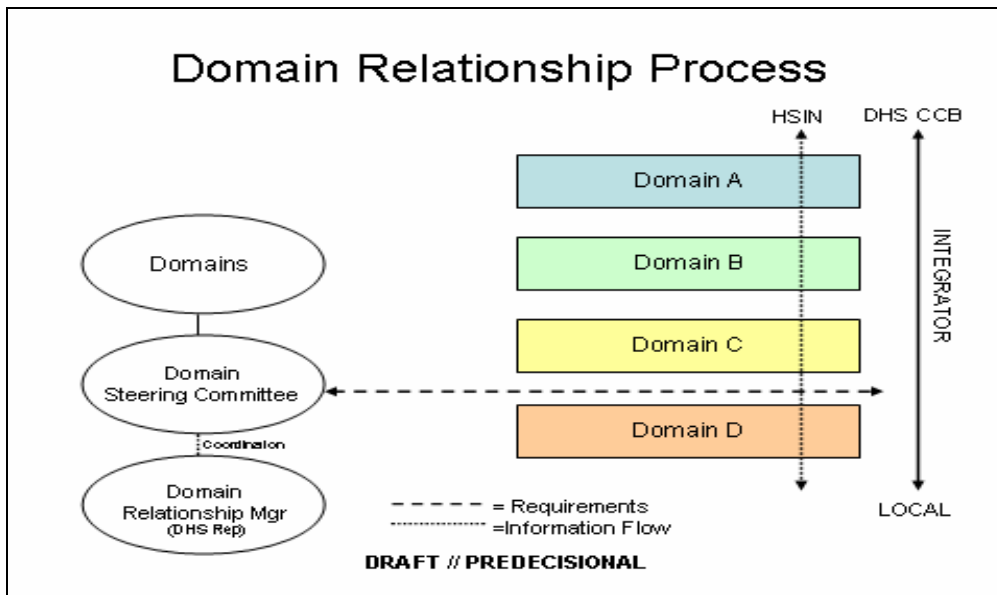 Domain Relationship Process
HSIN
DHS CCB
Domain A
Domain B
Domain C
Domain D
INTEGRATOR
LOCAL
Domains
Domain
Steering Committee
Coordination
Domain
Relationship Mgr
(DHS Rep)
= Requirements
=Information Flow
DRAFT // PREDECISIONAL